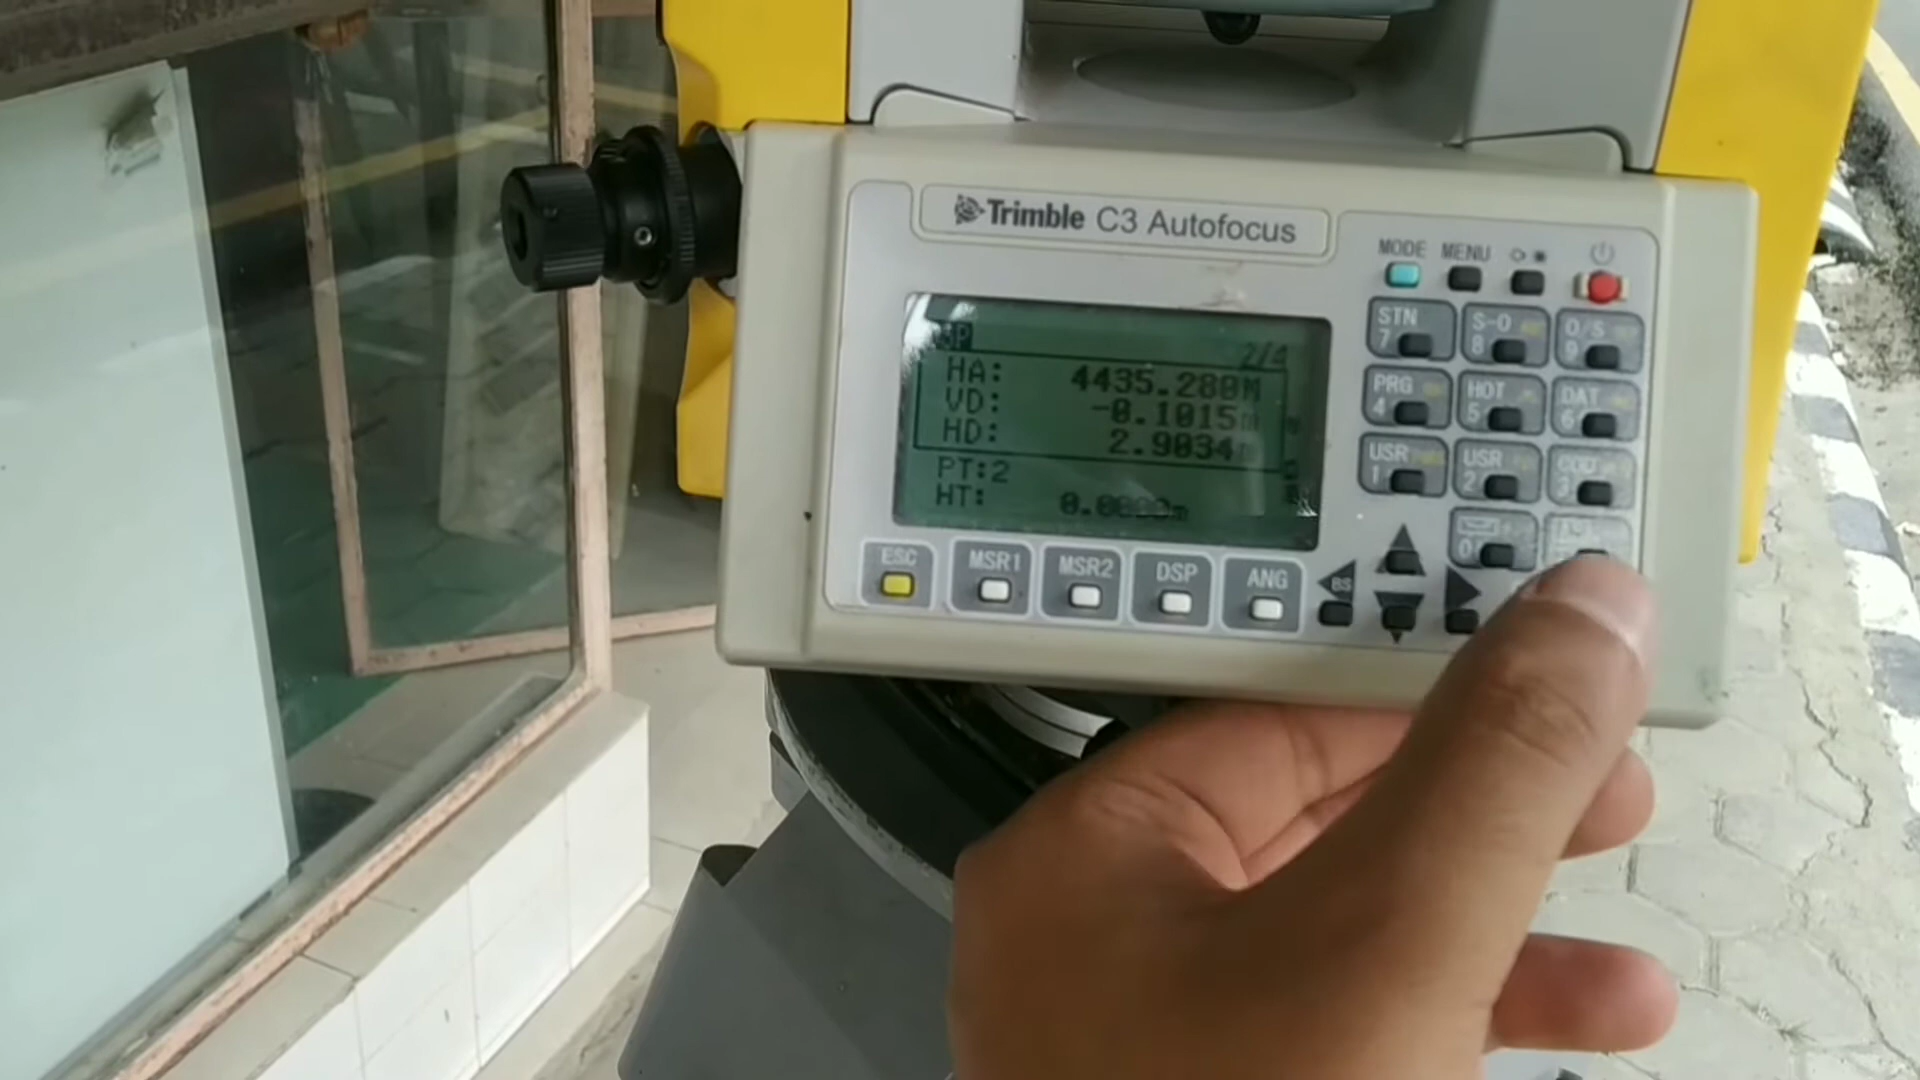 Trimble C3 Autofocus
MODE MENU
2/4
HA: 4435.280M
VD: -0.1015m
HD: 2.9034m
PT:2
HT: 0.0000m
STN 7
S-O 8
O/S 9
PRG 4
HOT 5
DAT 6
USR 1
USR 2
COD 3
0
ESC MSR1 MSR2 DSP ANG
BS